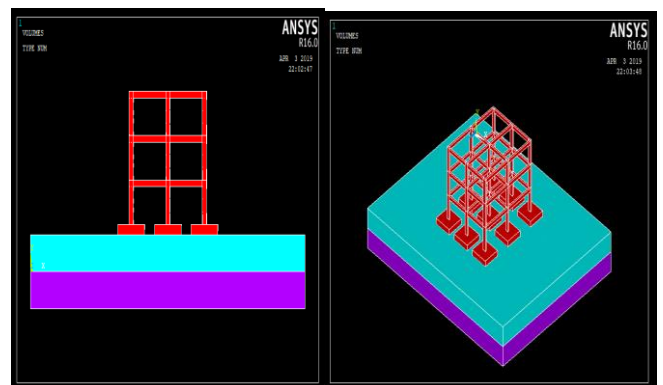 1
VOLUMES
TYPE NUM
ANSYS
R16.0
APR 3 2019
22:02:47
X
1
VOLUMES
TYPE NUM
ANSYS
R16.0
APR 3 2019
22:03:48